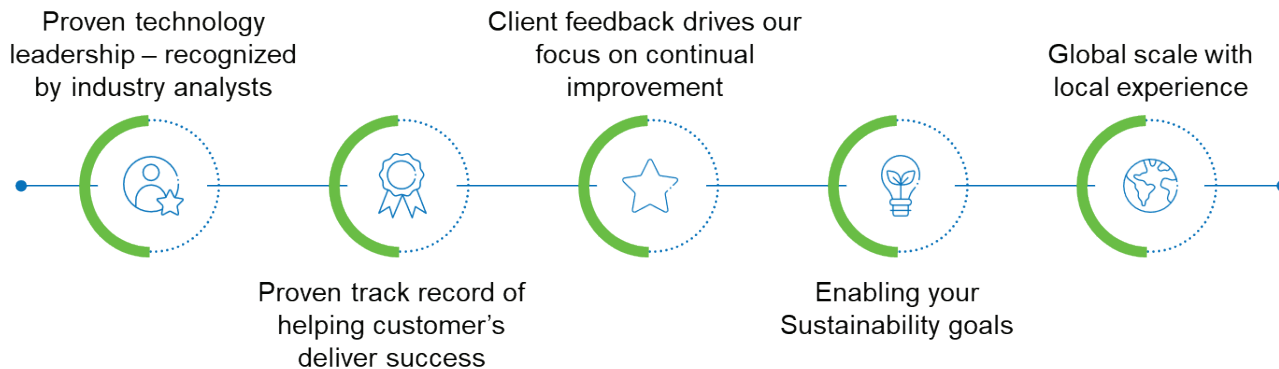 Proven technology
leadership – recognized
by industry analysts
Proven track record of
helping customer’s
deliver success
Client feedback drives our
focus on continual
improvement
Enabling your
Sustainability goals
Global scale with
local experience